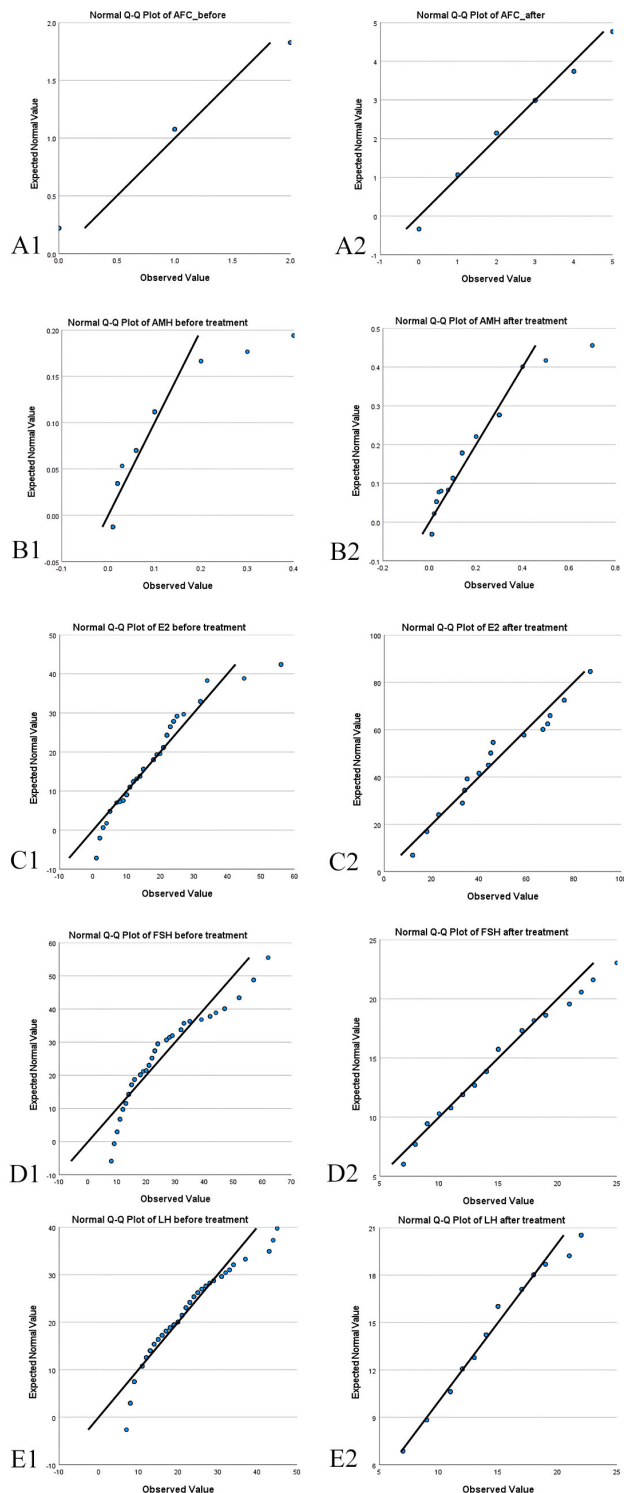 Normal Q-Q Plot of AFC_before
Expected Normal Value
2.0
1.5
1.0
0.5
0.0
0.0 0.5 1.0 1.5 2.0
Observed Value
A1
Normal Q-Q Plot of AFC_after
Expected Normal Value
5
4
3
2
1
0
-1
-1 0 1 2 3 4 5
Observed Value
A2
Normal Q-Q Plot of AMH before treatment
Expected Normal Value
0.20
0.15
0.10
0.05
0.00
-0.05
-0.1 0.0 0.1 0.2 0.3 0.4
Observed Value
B1
Normal Q-Q Plot of AMH after treatment
Expected Normal Value
0.5
0.4
0.3
0.2
0.1
0.0
-0.1
-0.2 0.0 0.2 0.4 0.6 0.8
Observed Value
B2
Normal Q-Q Plot of E2 before treatment
Expected Normal Value
50
40
30
20
10
0
-10
-10 0 10 20 30 40 50 60
Observed Value
C1
Normal Q-Q Plot of E2 after treatment
Expected Normal Value
100
80
60
40
20
0
0 20 40 60 80 100
Observed Value
C2
Normal Q-Q Plot of FSH before treatment
Expected Normal Value
60
50
40
30
20
10
0
-10
-10 0 10 20 30 40 50 60 70
Observed Value
D1
Normal Q-Q Plot of FSH after treatment
Expected Normal Value
25
20
15
10
5
5 10 15 20 25
Observed Value
D2
Normal Q-Q Plot of LH before treatment
Expected Normal Value
40
30
20
10
0
-10
-10 0 10 20 30 40 50
Observed Value
E1
Normal Q-Q Plot of LH after treatment
Expected Normal Value
21
18
15
12
9
6
5 10 15 20 25
Observed Value
E2